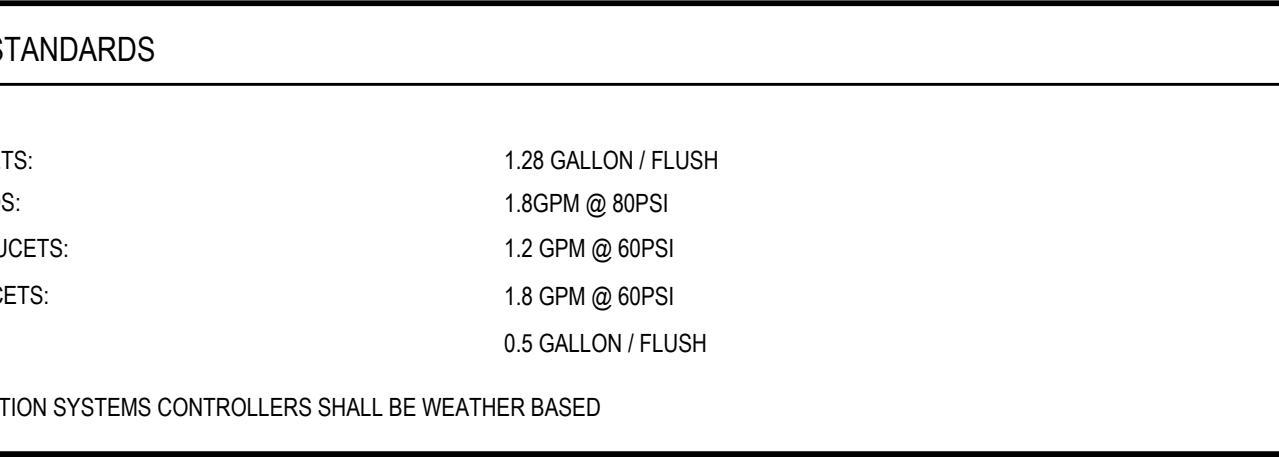 STANDARDS
ETS: 1.28 GALLON / FLUSH
S: 1.8GPM @ 80PSI
UCETS: 1.2 GPM @ 60PSI
CETS: 1.8 GPM @ 60PSI
0.5 GALLON / FLUSH
TION SYSTEMS CONTROLLERS SHALL BE WEATHER BASED